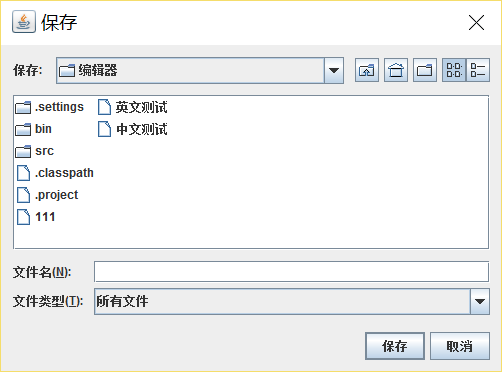 保存
保存: 编辑器
.settings 英文测试
bin 中文测试
src
.classpath
.project
111
文件名(N):
文件类型(T): 所有文件
保存 取消